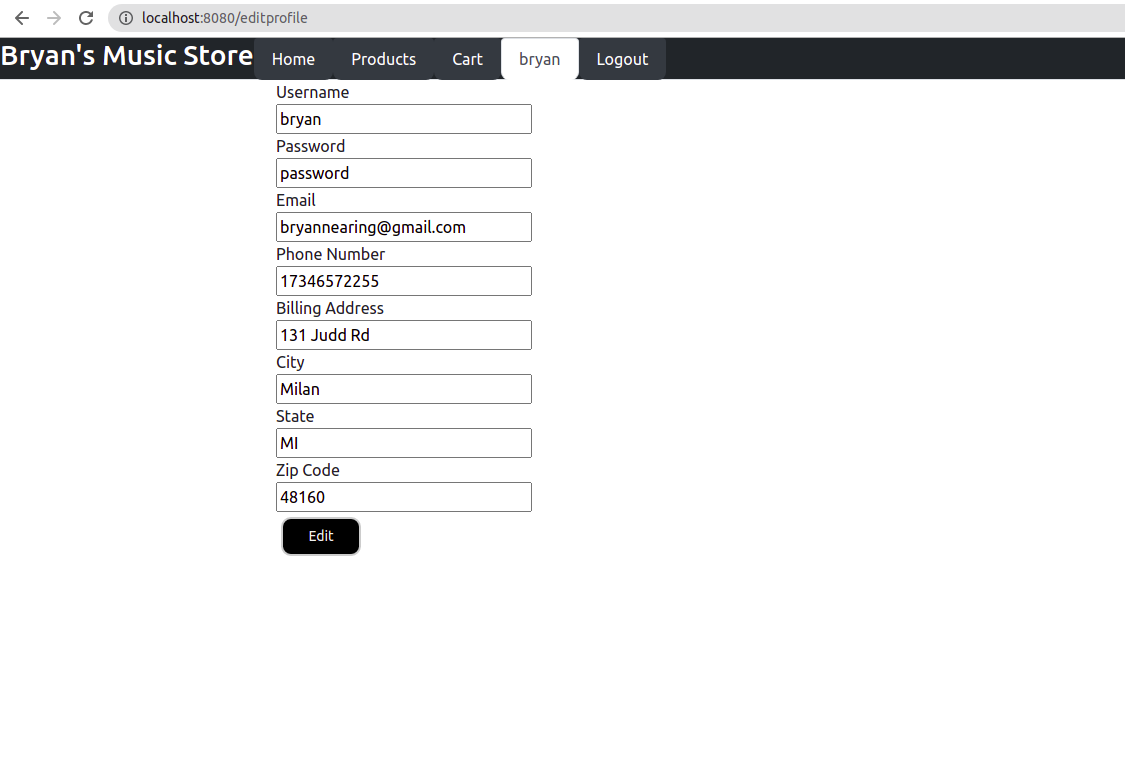 localhost:8080/editprofile
Bryan's Music Store Home Products Cart bryan Logout
Username
bryan
Password
password
Email
bryannearing@gmail.com
Phone Number
17346572255
Billing Address
131 Judd Rd
City
Milan
State
MI
Zip Code
48160
Edit